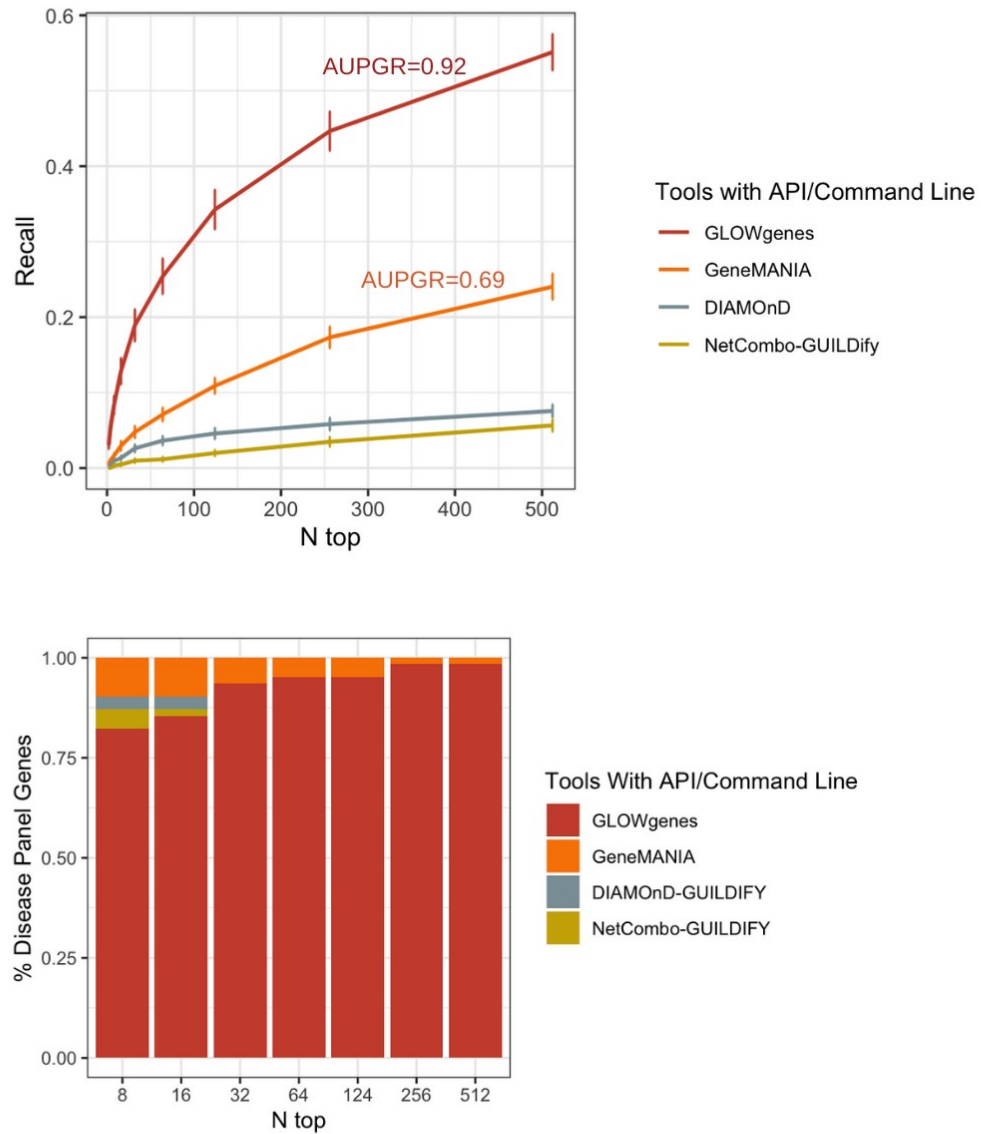 0.6
AUPGR=0.92
0.4
Recall
AUPGR=0.69
0.2
0.0
0 100 200 300 400 500
N top
Tools with API/Command Line
GLOWgenes
GeneMANIA
DIAMOnD
NetCombo-GUILDify
1.00
0.75
% Disease Panel Genes
0.50
0.25
0.00
8 16 32 64 124 256 512
N top
Tools With API/Command Line
GLOWgenes
GeneMANIA
DIAMOnD-GUILDIFY
NetCombo-GUILDIFY